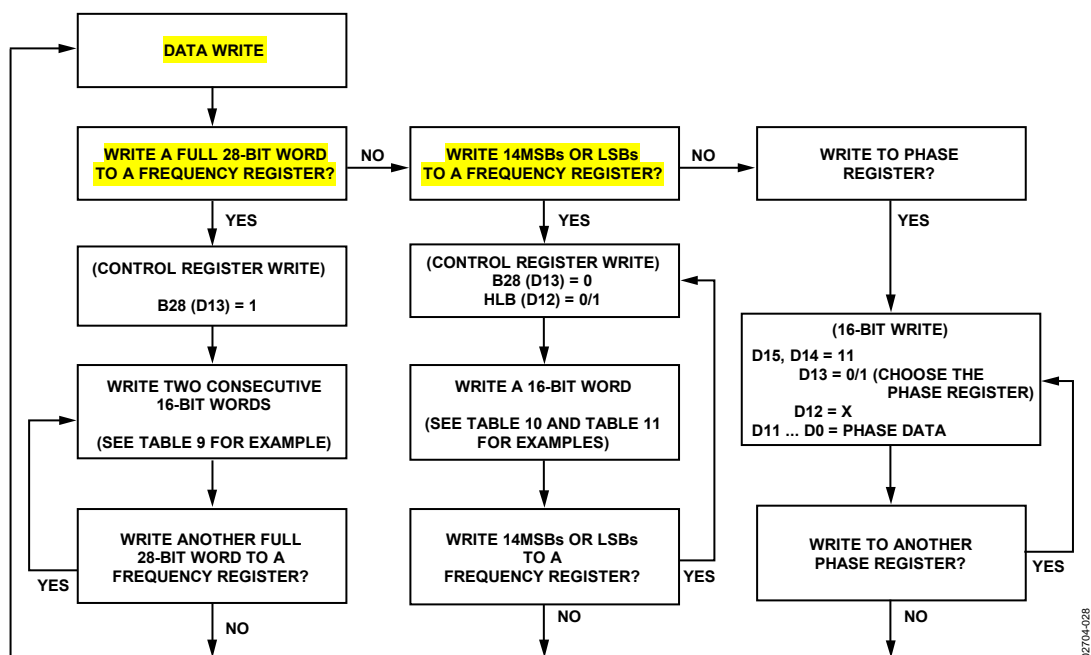 DATA WRITE
WRITE A FULL 28-BIT WORD
TO A FREQUENCY REGISTER?
NO
WRITE 14MSBs OR LSBs
TO A FREQUENCY REGISTER?
NO
WRITE TO PHASE
REGISTER?
YES
YES
YES
(CONTROL REGISTER WRITE)
B28 (D13) = 1
(CONTROL REGISTER WRITE)
B28 (D13) = 0
HLB (D12) = 0/1
(16-BIT WRITE)
D15, D14 = 11
D13 = 0/1 (CHOOSE THE
PHASE REGISTER)
D12 = X
D11 ... D0 = PHASE DATA
WRITE TWO CONSECUTIVE
16-BIT WORDS
(SEE TABLE 9 FOR EXAMPLE)
WRITE A 16-BIT WORD
(SEE TABLE 10 AND TABLE 11
FOR EXAMPLES)
WRITE ANOTHER FULL
28-BIT WORD TO A
FREQUENCY REGISTER?
YES
WRITE 14MSBs OR LSBs
TO A
FREQUENCY REGISTER?
YES
WRITE TO ANOTHER
PHASE REGISTER?
YES
NO
NO
NO
02704-028